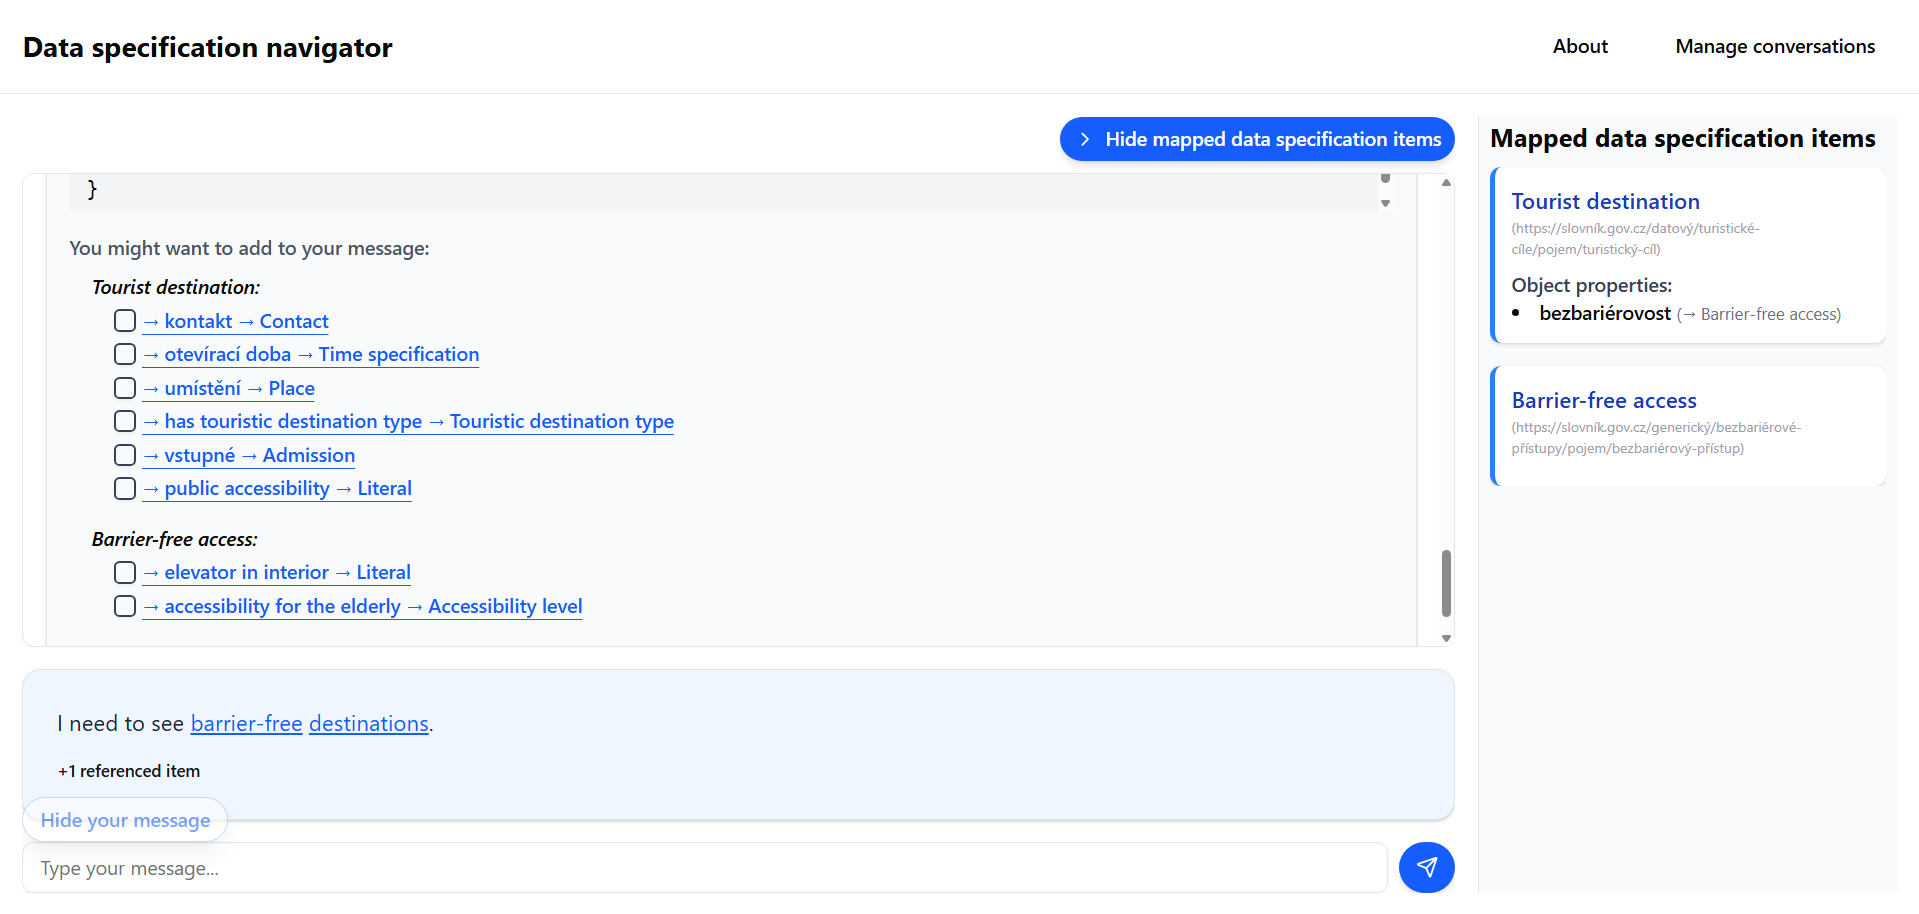 Data specification navigator
About
Manage conversations
Hide mapped data specification items
}
You might want to add to your message:
Tourist destination:
→ kontakt → Contact
→ otevírací doba → Time specification
→ umístění → Place
→ has touristic destination type → Touristic destination type
→ vstupné → Admission
→ public accessibility → Literal
Barrier-free access:
→ elevator in interior → Literal
→ accessibility for the elderly → Accessibility level
I need to see barrier-free destinations.
+1 referenced item
Hide your message
Type your message...
Mapped data specification items
Tourist destination
(https://slovník.gov.cz/datový/turistické-
cíle/pojem/turistický-cíl)
Object properties:
• bezbariérovost (→ Barrier-free access)
Barrier-free access
(https://slovník.gov.cz/generický/bezbariérové-
přístupy/pojem/bezbariérový-přístup)